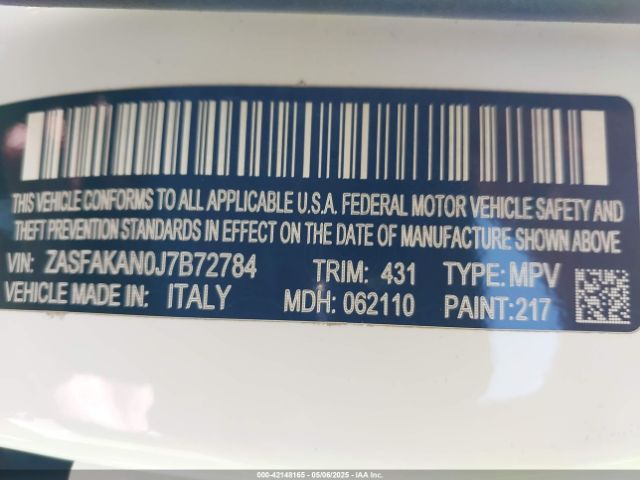 THIS VEHICLE CONFORMS TO ALL APPLICABLE U.S.A. FEDERAL MOTOR VEHICLE SAFETY AND
THEFT PREVENTION STANDARDS IN EFFECT ON THE DATE OF MANUFACTURE SHOWN ABOVE
VIN: ZASFAKAN0J7B72784 TRIM: 431 TYPE: MPV
VEHICLE MADE IN: ITALY MDH: 062110 PAINT:217
000-42148165 - 05/06/2025 - IAA Inc.